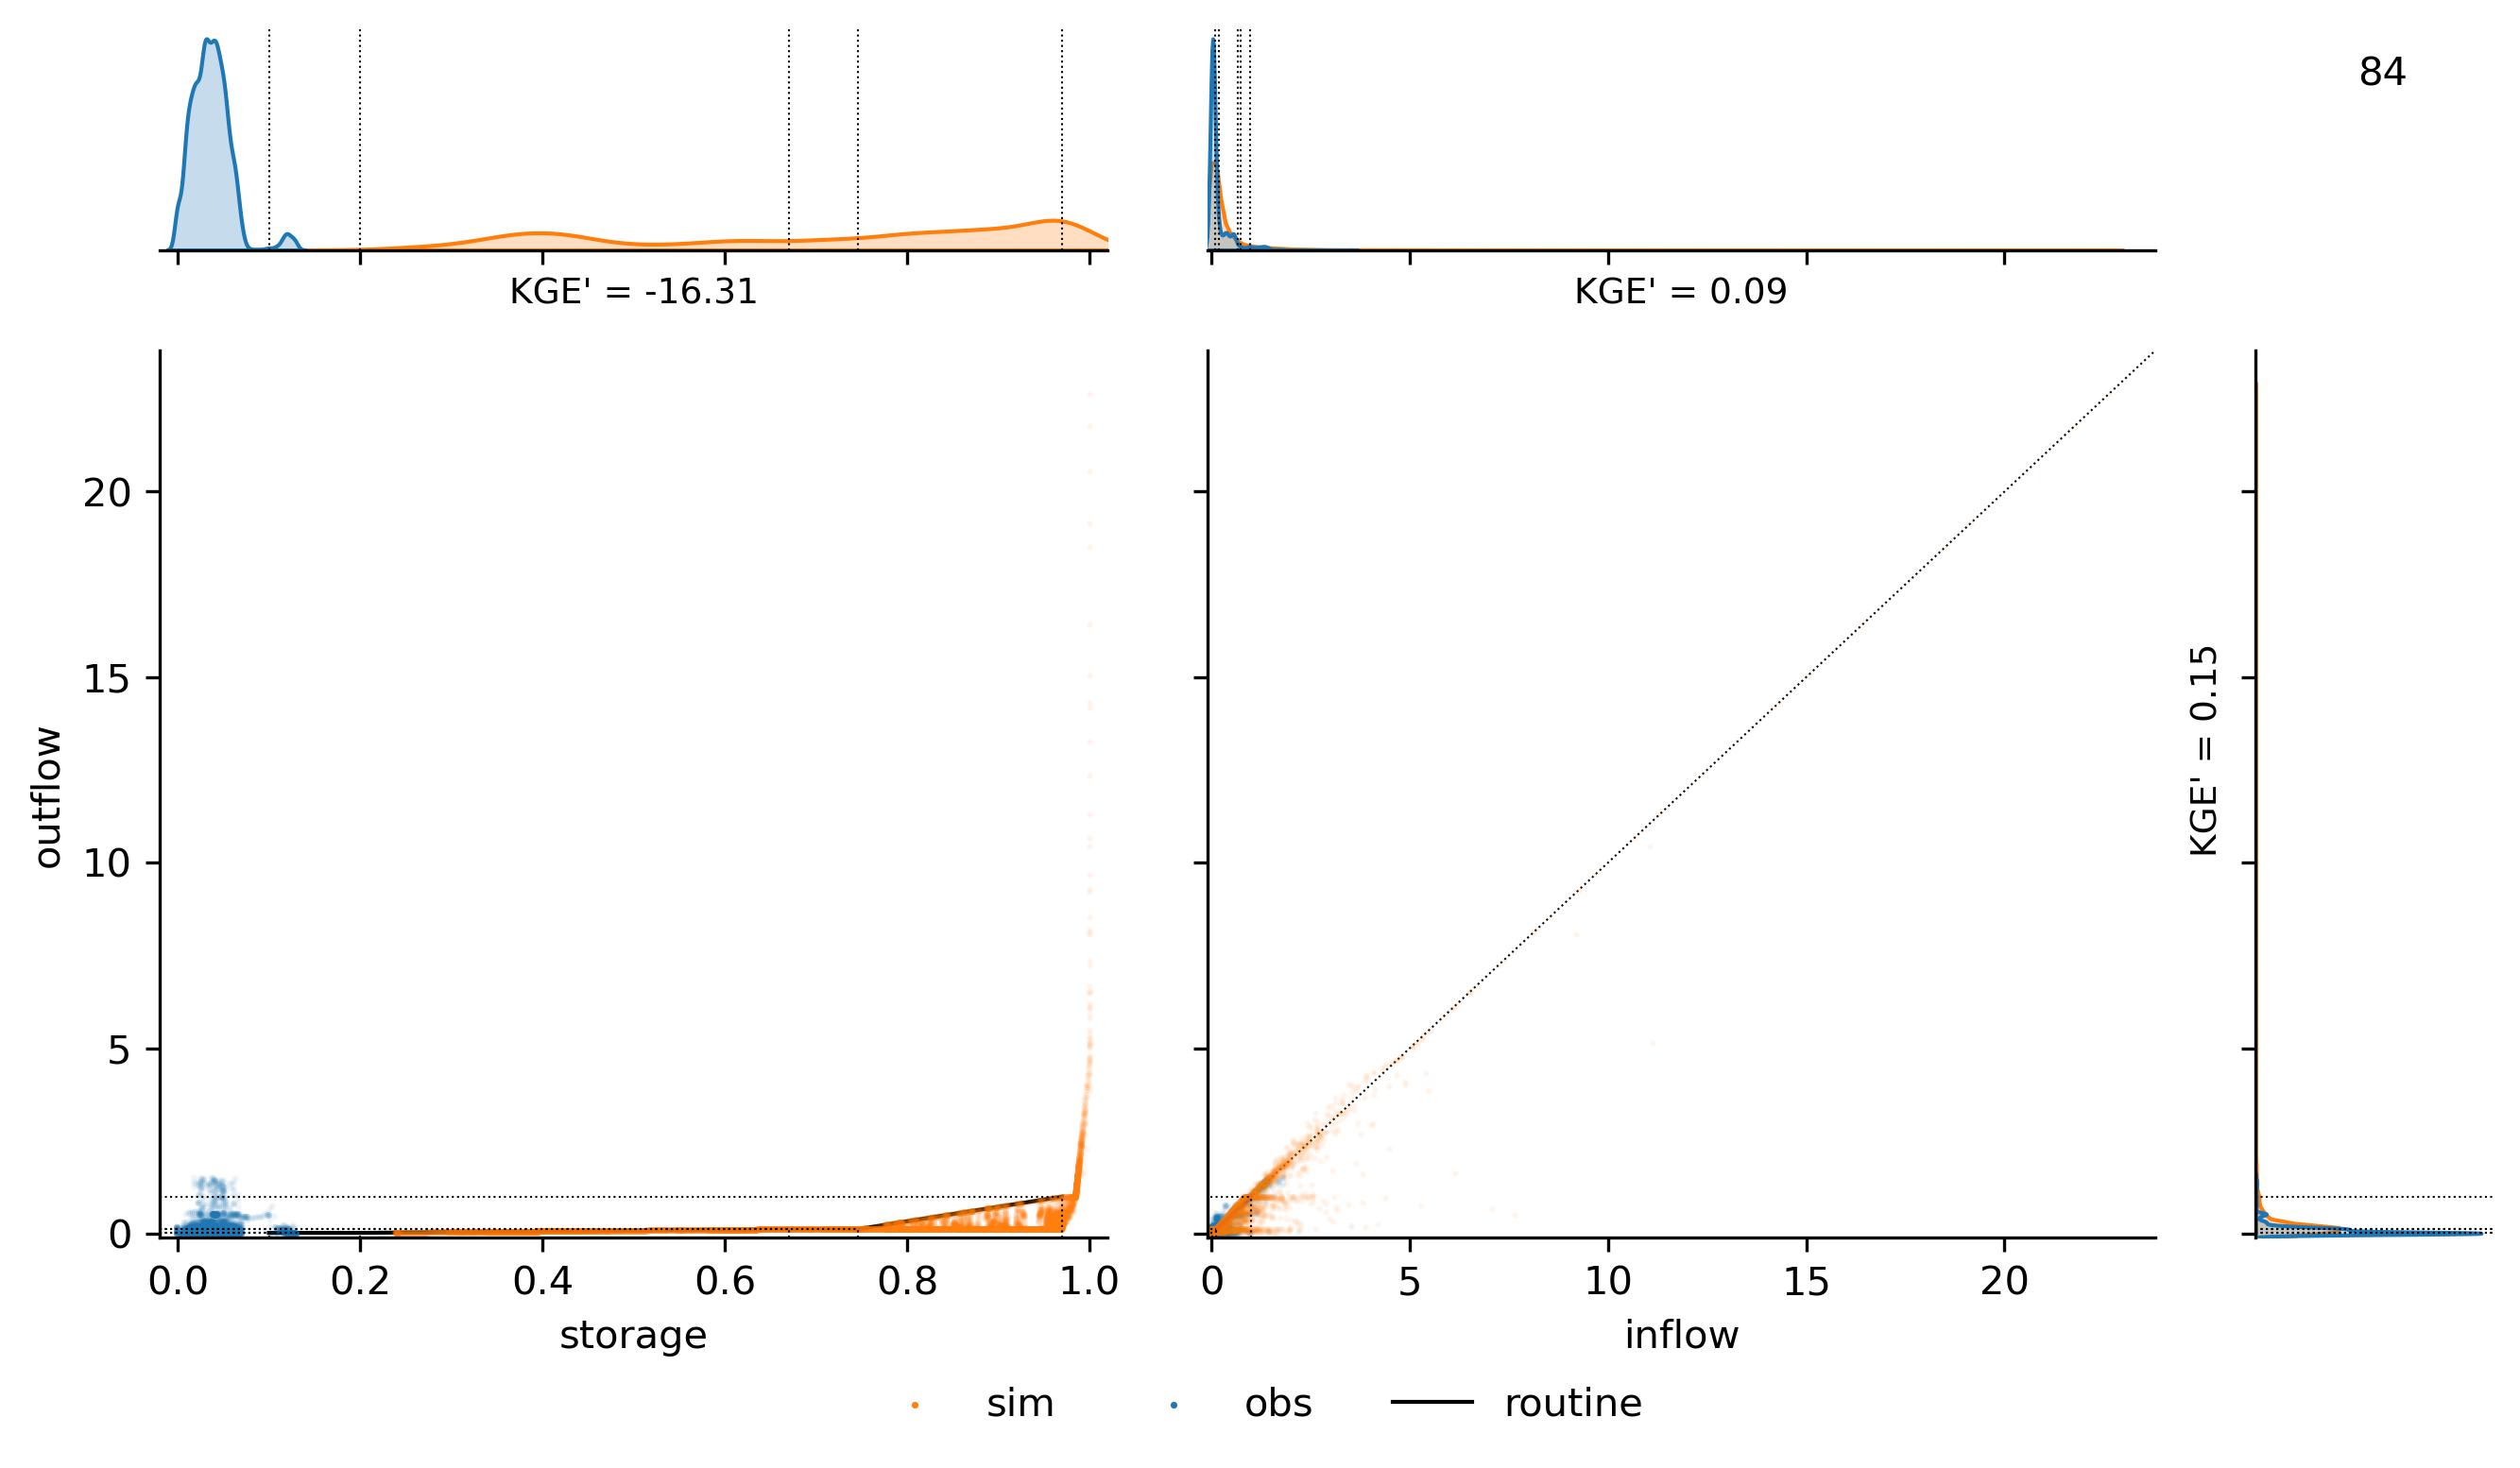 84
KGE' = -16.31
KGE' = 0.09
outflow
20
15
10
5
0
KGE' = 0.15
0.0 0.2 0.4 0.6 0.8 1.0
0 5 10 15 20
storage
inflow
sim obs routine